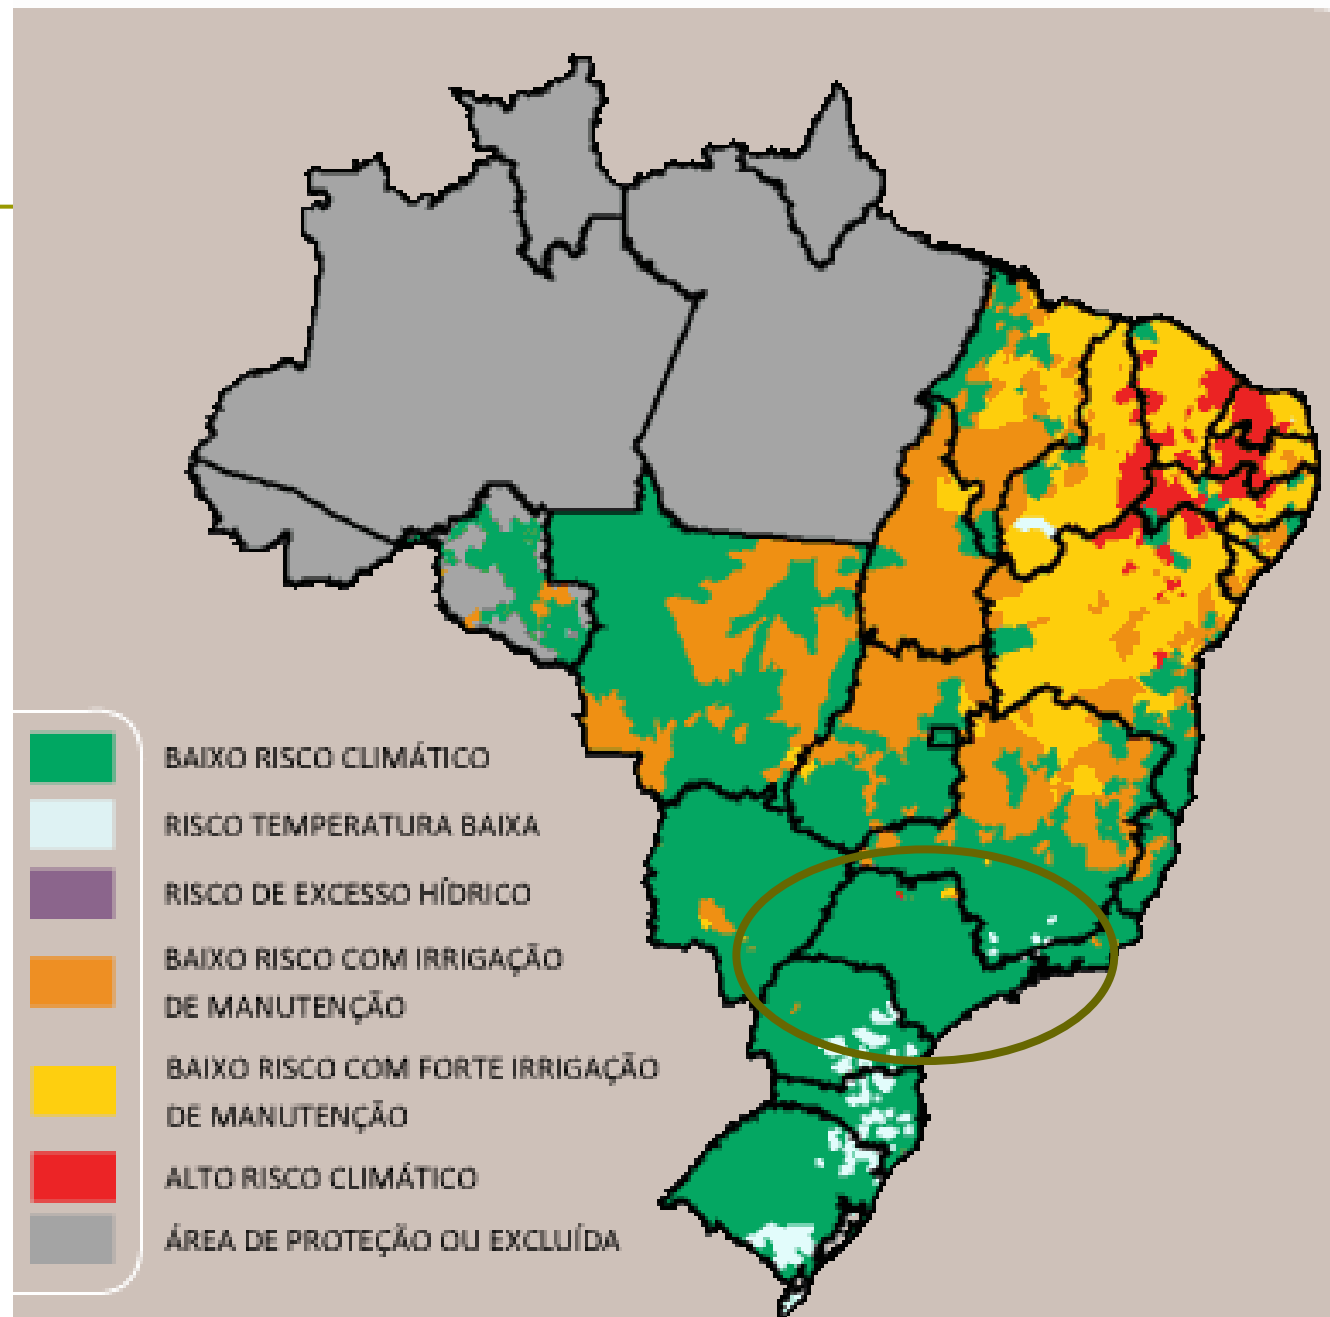 BAIXO RISCO CLIMÁTICO
RISCO TEMPERATURA BAIXA
RISCO DE EXCESSO HÍDRICO
BAIXO RISCO COM IRRIGAÇÃO
DE MANUTENÇÃO
BAIXO RISCO COM FORTE IRRIGAÇÃO
DE MANUTENÇÃO
ALTO RISCO CLIMÁTICO
ÁREA DE PROTEÇÃO OU EXCLUÍDA